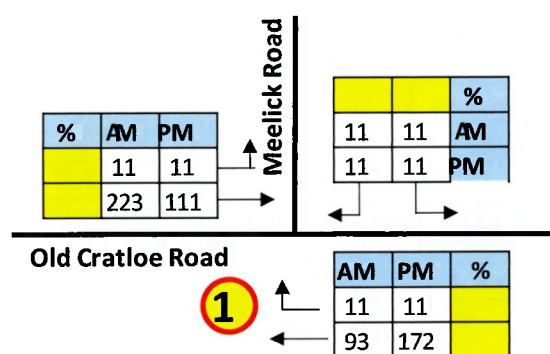 Meelick Road
%
11 11 AM
11 11 PM
% AM PM
11 11
223 111
Old Cratloe Road
1
AM PM %
11 11
93 172